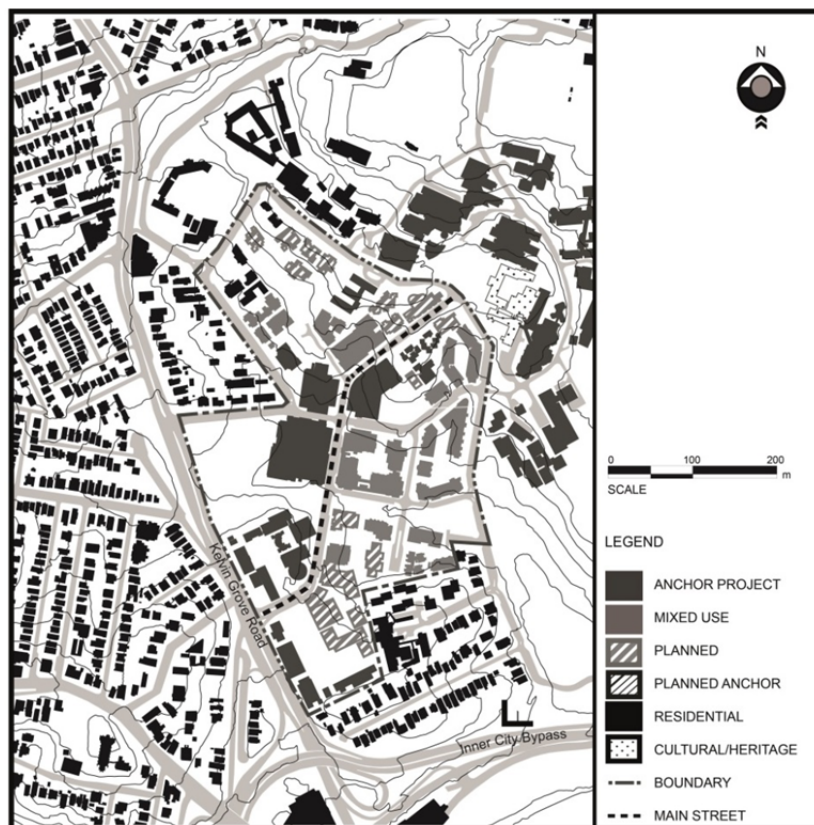 N
0 100 200
m
SCALE
LEGEND
ANCHOR PROJECT
MIXED USE
PLANNED
PLANNED ANCHOR
RESIDENTIAL
CULTURAL/HERITAGE
BOUNDARY
MAIN STREET
Kelvin Grove Road
Inner City Bypass